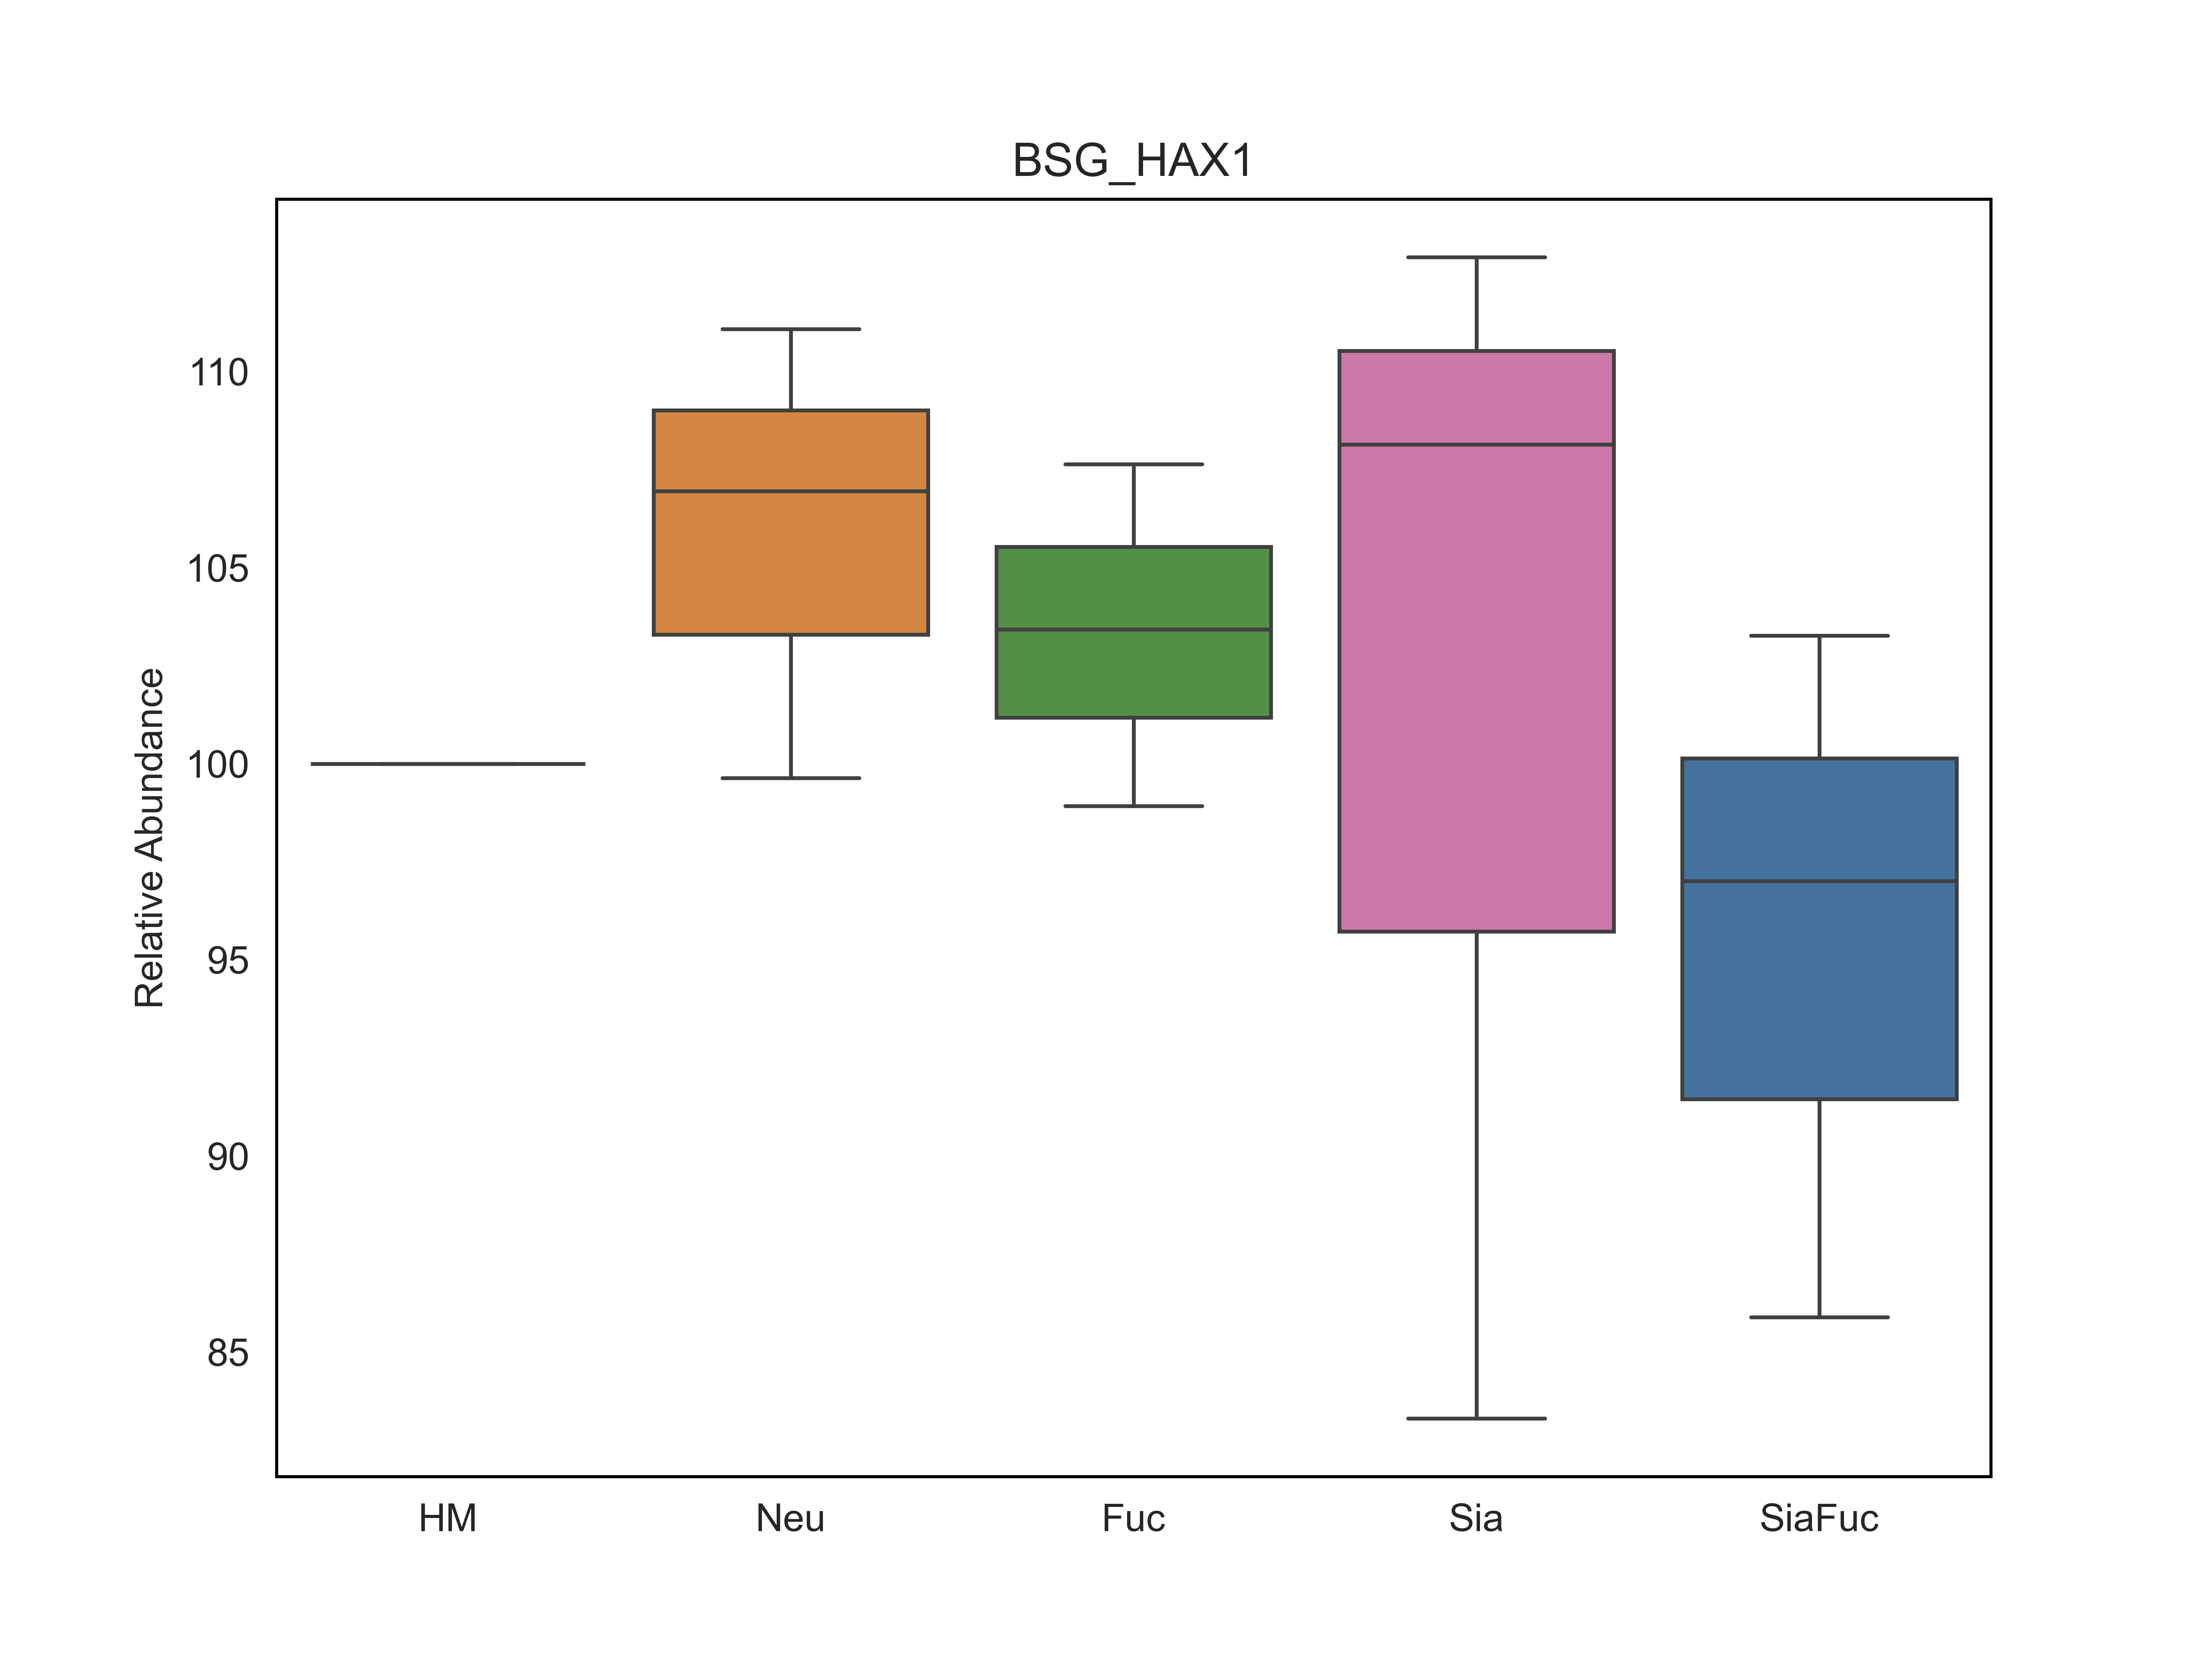 BSG_HAX1
Relative Abundance
110
105
100
95
90
85
HM
Neu
Fuc
Sia
SiaFuc